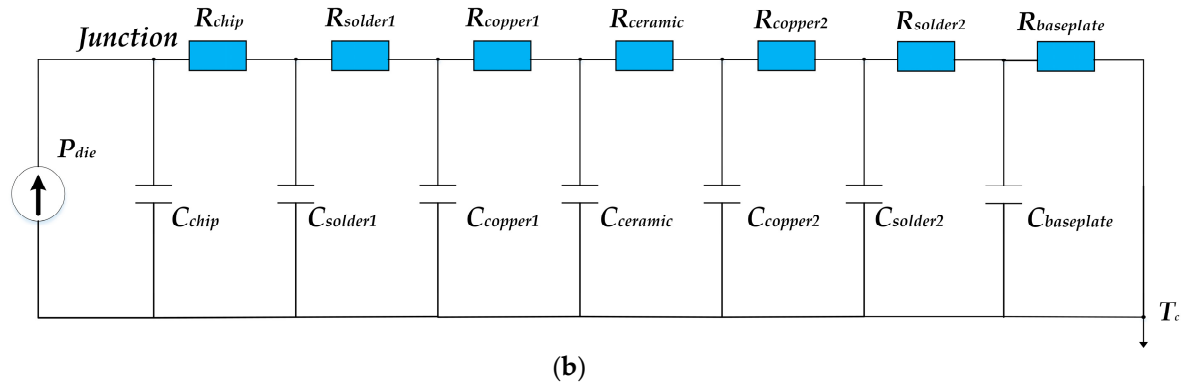 Junction Rchip Rsolder1 Rcopper1 Rceramic Rcopper2 Rsolder2 Rbaseplate
Pdie
Cchip Csolder1 Ccopper1 Cceramic Ccopper2 Csolder2 Cbaseplate
Tc
(b)